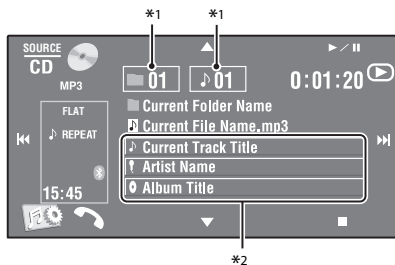 *1 *1
SOURCE
CD
MP3
01 01 0:01:20
FLAT
REPEAT
15:45
Current Folder Name
Current File Name.mp3
Current Track Title
Artist Name
Album Title
*2